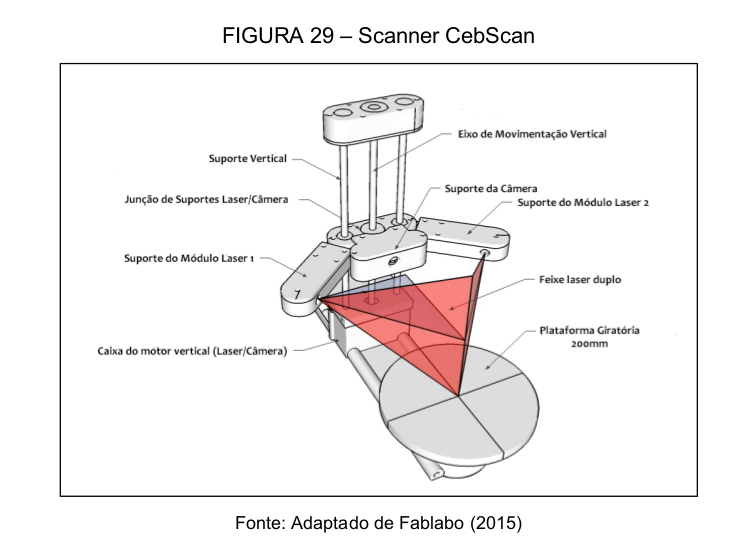 FIGURA 29 – Scanner CebScan
Eixo de Movimentação Vertical
Suporte Vertical
Suporte da Câmera
Junção de Suportes Laser/Câmera
Suporte do Módulo Laser 2
Suporte do Módulo Laser 1
Feixe laser duplo
Plataforma Giratória
200mm
Caixa do motor vertical (Laser/Câmera)
Fonte: Adaptado de Fablabo (2015)